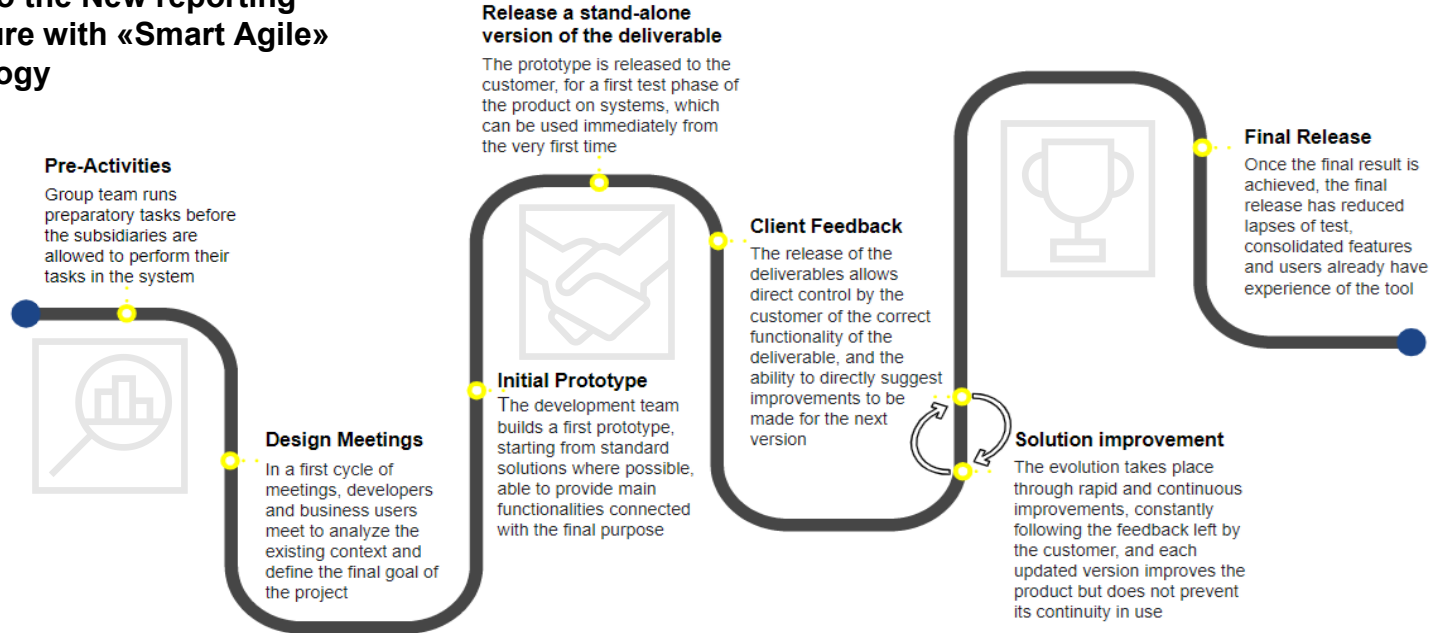 the New reporting
with «Smart Agile»
Pre-Activities
Group team runs
preparatory tasks before
the subsidiaries are
allowed to perform their
tasks in the system
Design Meetings
In a first cycle of
meetings, developers
and business users
meet to analyze the
existing context and
define the final goal of
the project
Initial Prototype
The development team
builds a first prototype,
starting from standard
solutions where possible,
able to provide main
functionalities connected
with the final purpose
Release a stand-alone
version of the deliverable
The prototype is released to the
customer, for a first test phase of
the product on systems, which
can be used immediately from
the very first time
Client Feedback
The release of the
deliverables allows
direct control by the
customer of the correct
functionality of the
deliverable, and the
ability to directly suggest
improvements to be
made for the next
version
Solution improvement
The evolution takes place
through rapid and continuous
improvements, constantly
following the feedback left by
the customer, and each
updated version improves the
product but does not prevent
its continuity in use
Final Release
Once the final result is
achieved, the final
release has reduced
lapses of test,
consolidated features
and users already have
experience of the tool